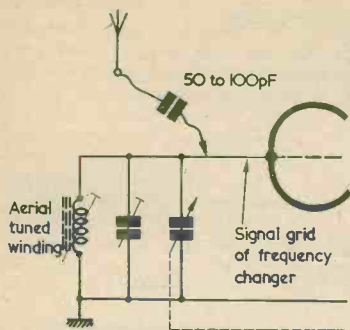 50 to 100pF
Aerial
tuned
winding
Signal grid
of frequency
changer